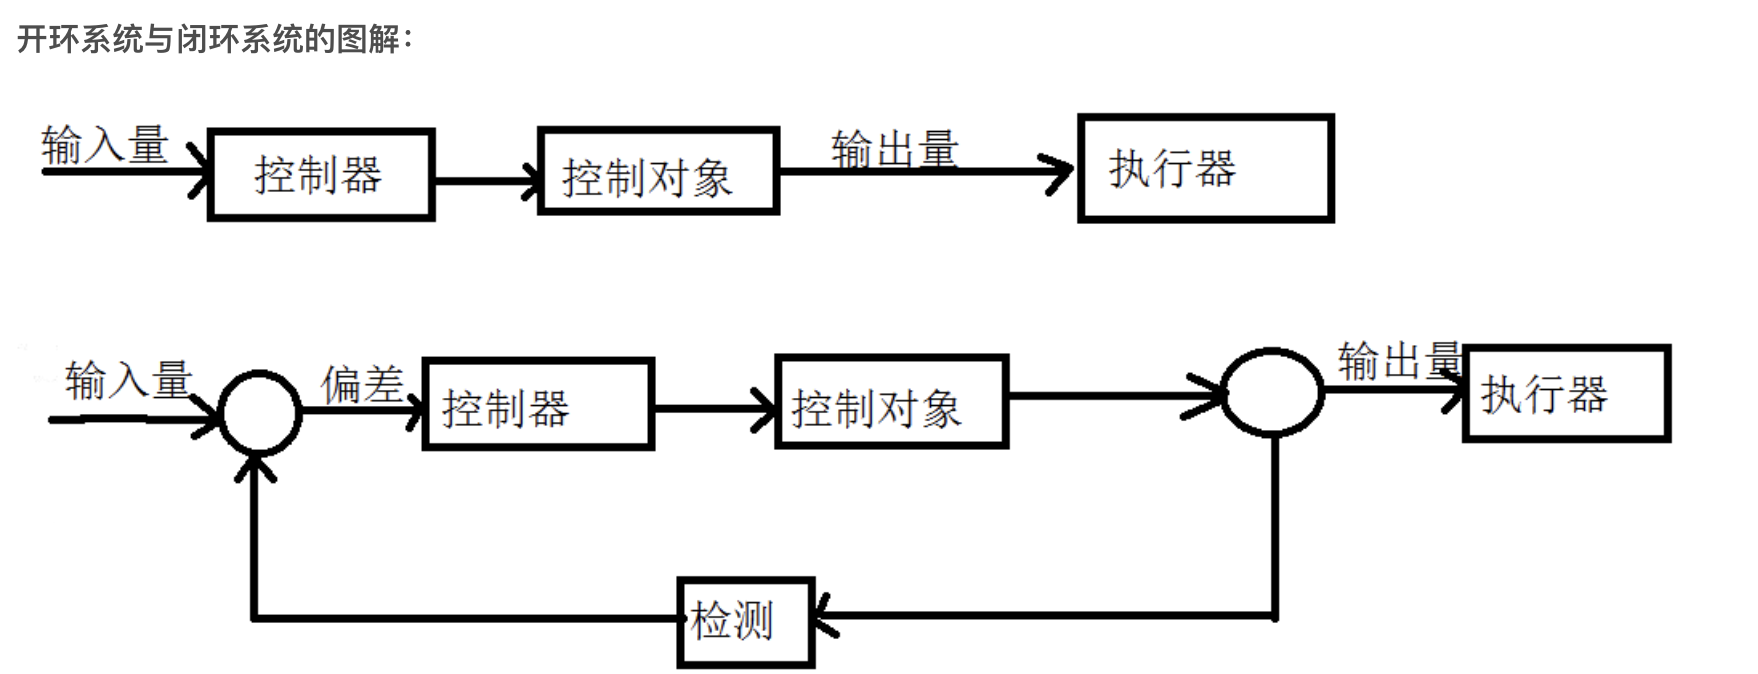 开环系统与闭环系统的图解：
输入量
控制器
控制对象
输出量
执行器
输入量
偏差
控制器
控制对象
输出量
执行器
检测